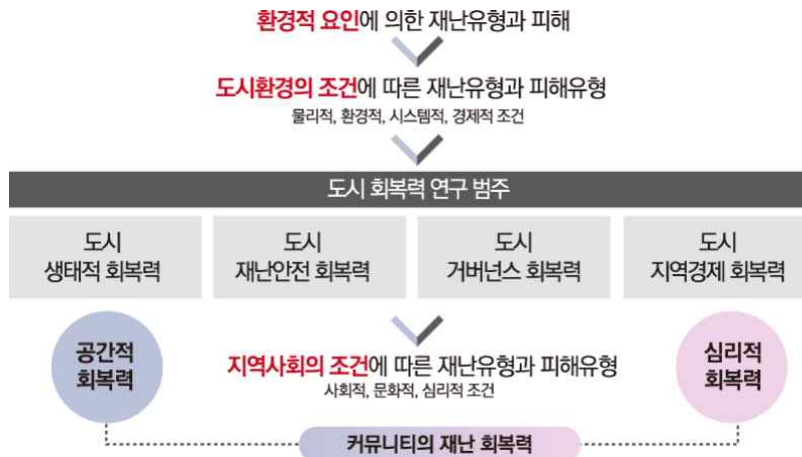 환경적 요인에 의한 재난유형과 피해
도시환경의 조건에 따른 재난유형과 피해유형
물리적, 환경적, 시스템적, 경제적 조건
도시 회복력 연구 범주
도시
생태적 회복력
도시
재난안전 회복력
도시
거버넌스 회복력
도시
지역경제 회복력
공간적
회복력
지역사회의 조건에 따른 재난유형과 피해유형
사회적, 문화적, 심리적 조건
심리적
회복력
커뮤니티의 재난 회복력